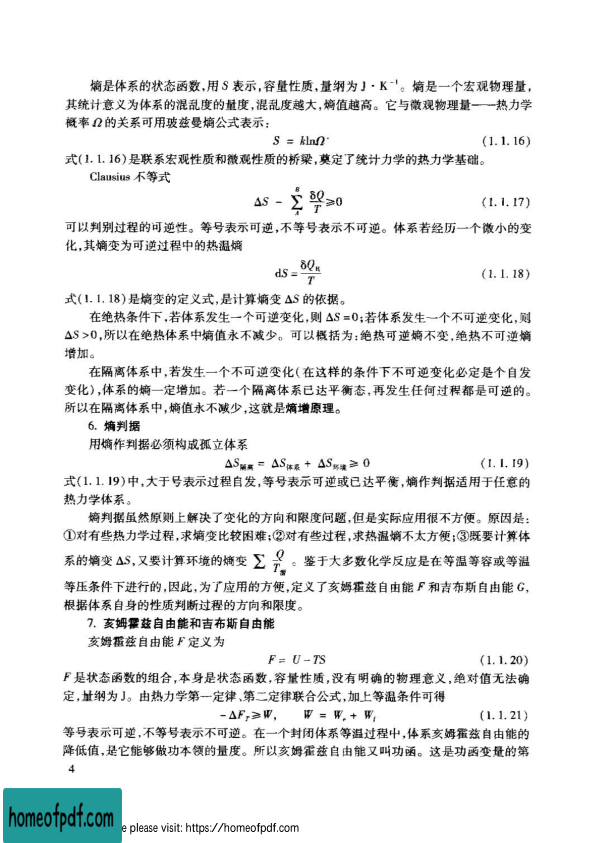 熵是体系的状态函数,用 S 表示,容量性质,量纲为 J·K⁻¹。熵是一个宏观物理量,
其统计意义为体系的混乱度的量度,混乱度越大,熵值越高。它与微观物理量——热力学
概率 Ω 的关系可用玻兹曼熵公式表示:
S = klnΩ (1.1.16)
式(1.1.16)是联系宏观性质和微观性质的桥梁,奠定了统计力学的热力学基础。
Clausius 不等式
ΔS - ∑_A^B δQ/T ≥ 0 (1.1.17)
可以判别过程的可逆性。等号表示可逆,不等号表示不可逆。体系若经历一个微小的变
化,其熵变为可逆过程中的热温熵
dS = δQ_R/T (1.1.18)
式(1.1.18)是熵变的定义式,是计算熵变 ΔS 的依据。
在绝热条件下,若体系发生一个可逆变化,则 ΔS=0;若体系发生一个不可逆变化,则
ΔS>0,所以在绝热体系中熵值永不减少。可以概括为:绝热可逆熵不变,绝热不可逆熵
增加。
在隔离体系中,若发生一个不可逆变化(在这样的条件下不可逆变化必定是个自发
变化),体系的熵一定增加。若一个隔离体系已达平衡态,再发生任何过程都是可逆的。
所以在隔离体系中,熵值永不减少,这就是熵增原理。
6. 熵判据
用熵作判据必须构成孤立体系
ΔS隔离 = ΔS体系 + ΔS环境 ≥ 0 (1.1.19)
式(1.1.19)中,大于号表示过程自发,等号表示可逆或已达平衡,熵作判据适用于任意的
热力学体系。
熵判据虽然原则上解决了变化的方向和限度问题,但是实际应用很不方便。原因是:
①对有些热力学过程,求熵变比较困难;②对有些过程,求热温熵不太方便;③既要计算体
系的熵变 ΔS,又要计算环境的熵变 ∑ Q/T环。鉴于大多数化学反应是在等温等容或等温
等压条件下进行的,因此,为了应用的方便,定义了亥姆霍兹自由能 F 和吉布斯自由能 G,
根据体系自身的性质判断过程的方向和限度。
7. 亥姆霍兹自由能和吉布斯自由能
亥姆霍兹自由能 F 定义为
F = U - TS (1.1.20)
F 是状态函数的组合,本身是状态函数,容量性质,没有明确的物理意义,绝对值无法确
定,量纲为 J。由热力学第一定律、第二定律联合公式,加上等温条件可得
-ΔF_T ≥ W, W = W_e + W_f (1.1.21)
等号表示可逆,不等号表示不可逆。在一个封闭体系等温过程中,体系亥姆霍兹自由能的
降低值,是它能够做功本领的量度。所以亥姆霍兹自由能又叫功函。这是功函变量的第
4
homeofpdf.com
e please visit: https://homeofpdf.com